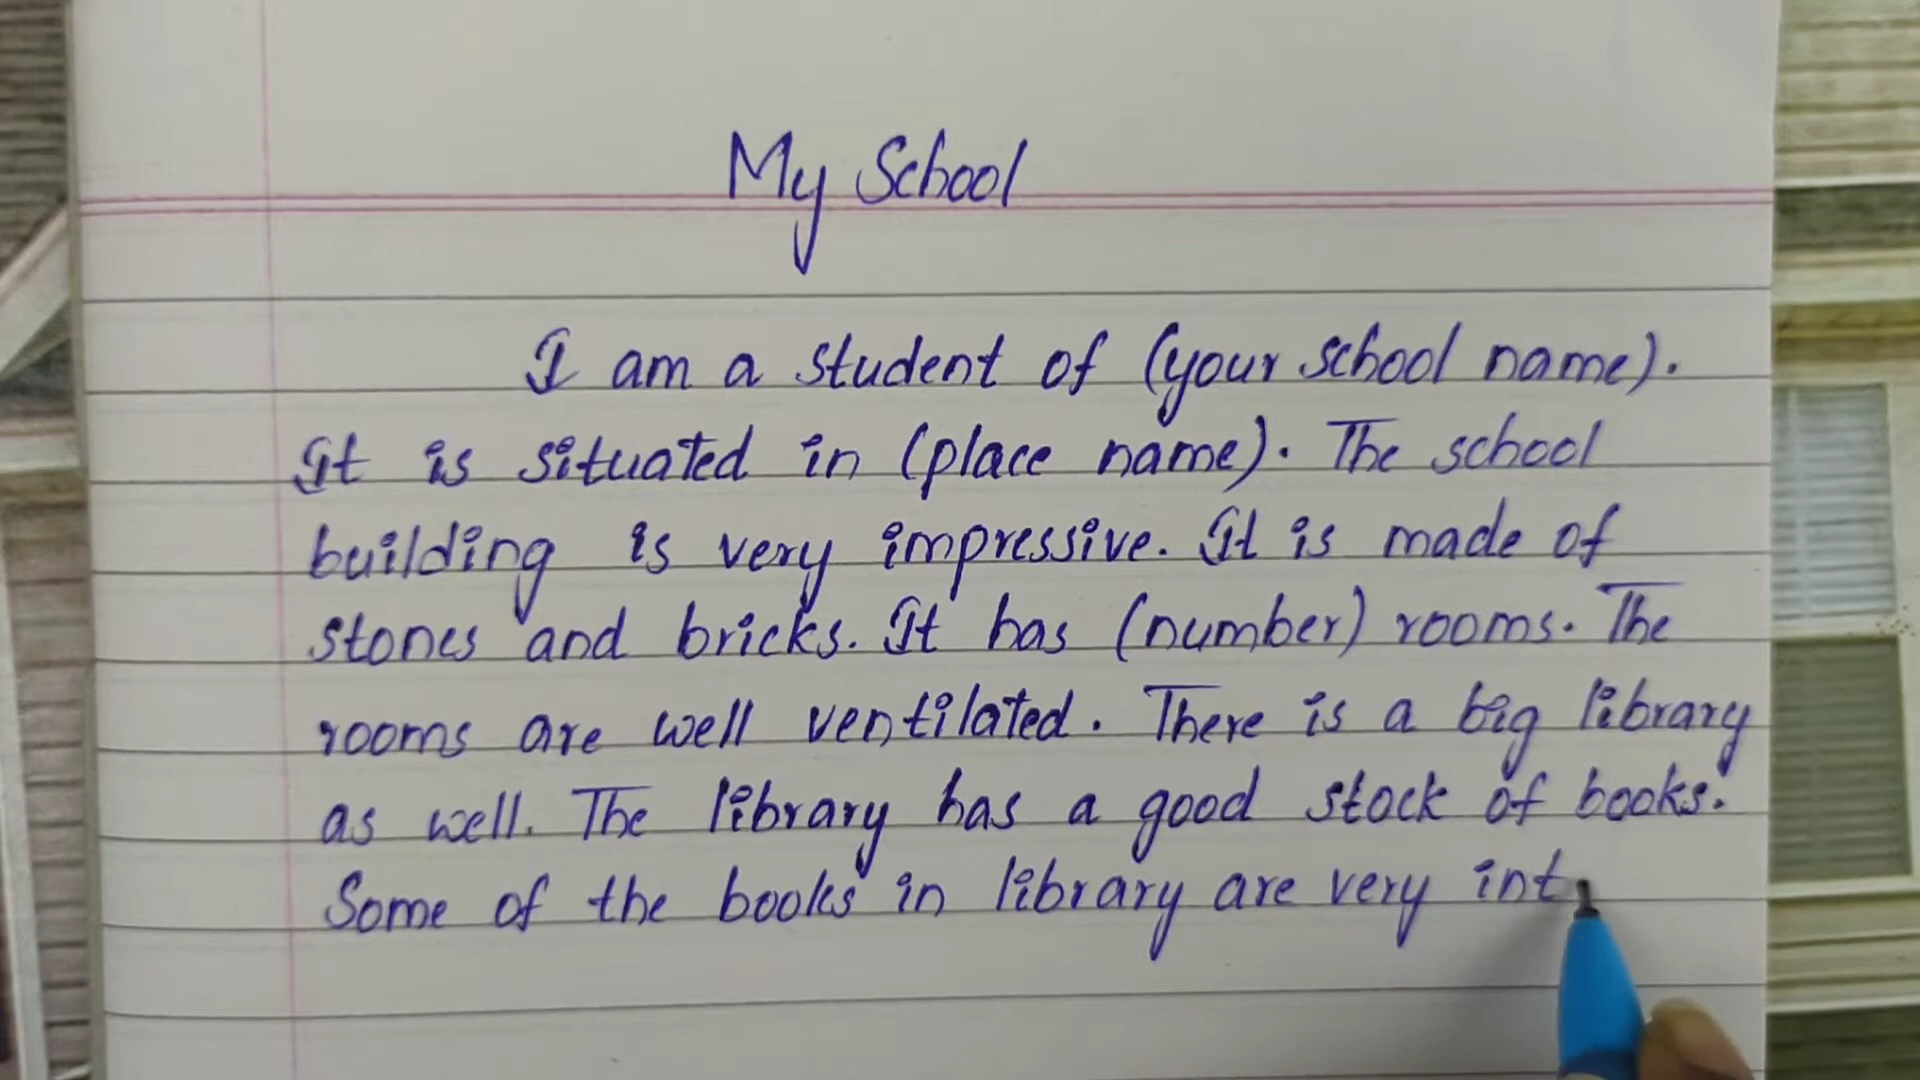 My School
I am a student of (your school name).
It is situated in (place name). The school
building is very impressive. It is made of
stones and bricks. It has (number) rooms. The
rooms are well ventilated. There is a big library
as well. The library has a good stock of books.
Some of the books in library are very int